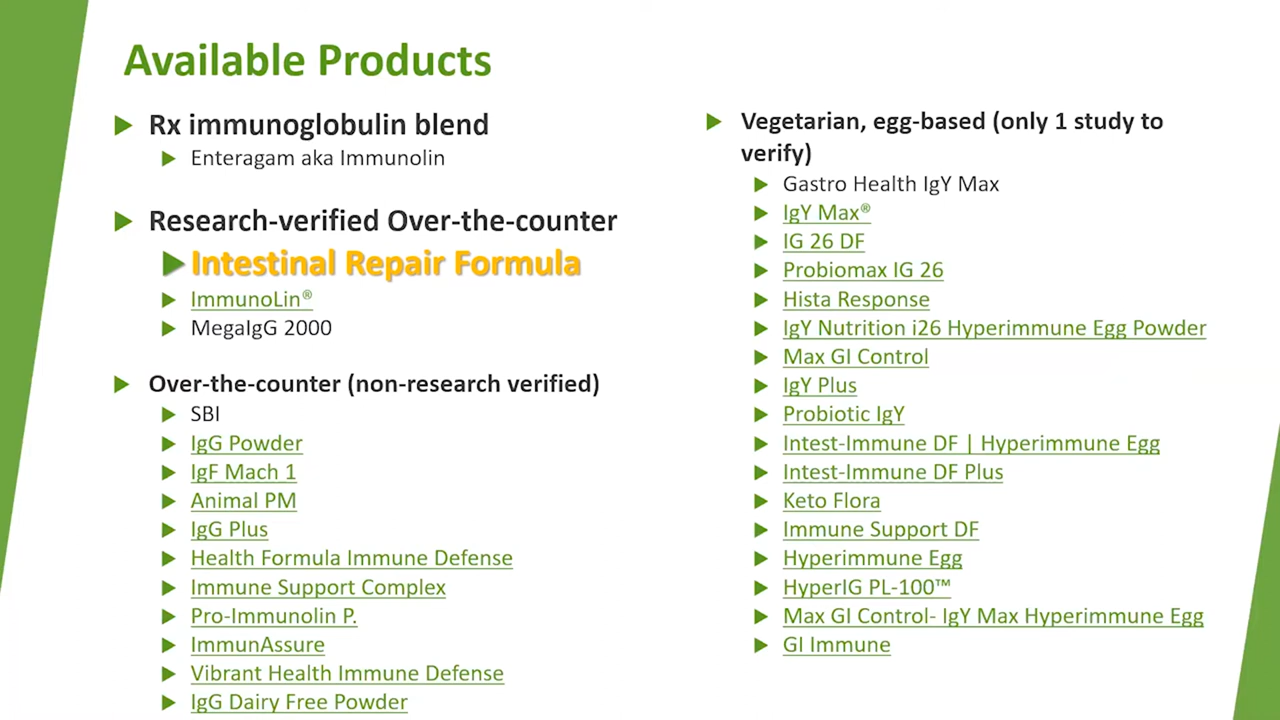 Available Products
Rx immunoglobulin blend
Enteragam aka Immunolin
Research-verified Over-the-counter
Intestinal Repair Formula
ImmunoLin®
MegaIgG 2000
Over-the-counter (non-research verified)
SBI
IgG Powder
IgF Mach 1
Animal PM
IgG Plus
Health Formula Immune Defense
Immune Support Complex
Pro-Immunolin P.
ImmunAssure
Vibrant Health Immune Defense
IgG Dairy Free Powder
Vegetarian, egg-based (only 1 study to
verify)
Gastro Health IgY Max
IgY Max®
IG 26 DF
Probiomax IG 26
Hista Response
IgY Nutrition i26 Hyperimmune Egg Powder
Max GI Control
IgY Plus
Probiotic IgY
Intest-Immune DF | Hyperimmune Egg
Intest-Immune DF Plus
Keto Flora
Immune Support DF
Hyperimmune Egg
HyperIG PL-100™
Max GI Control- IgY Max Hyperimmune Egg
GI Immune